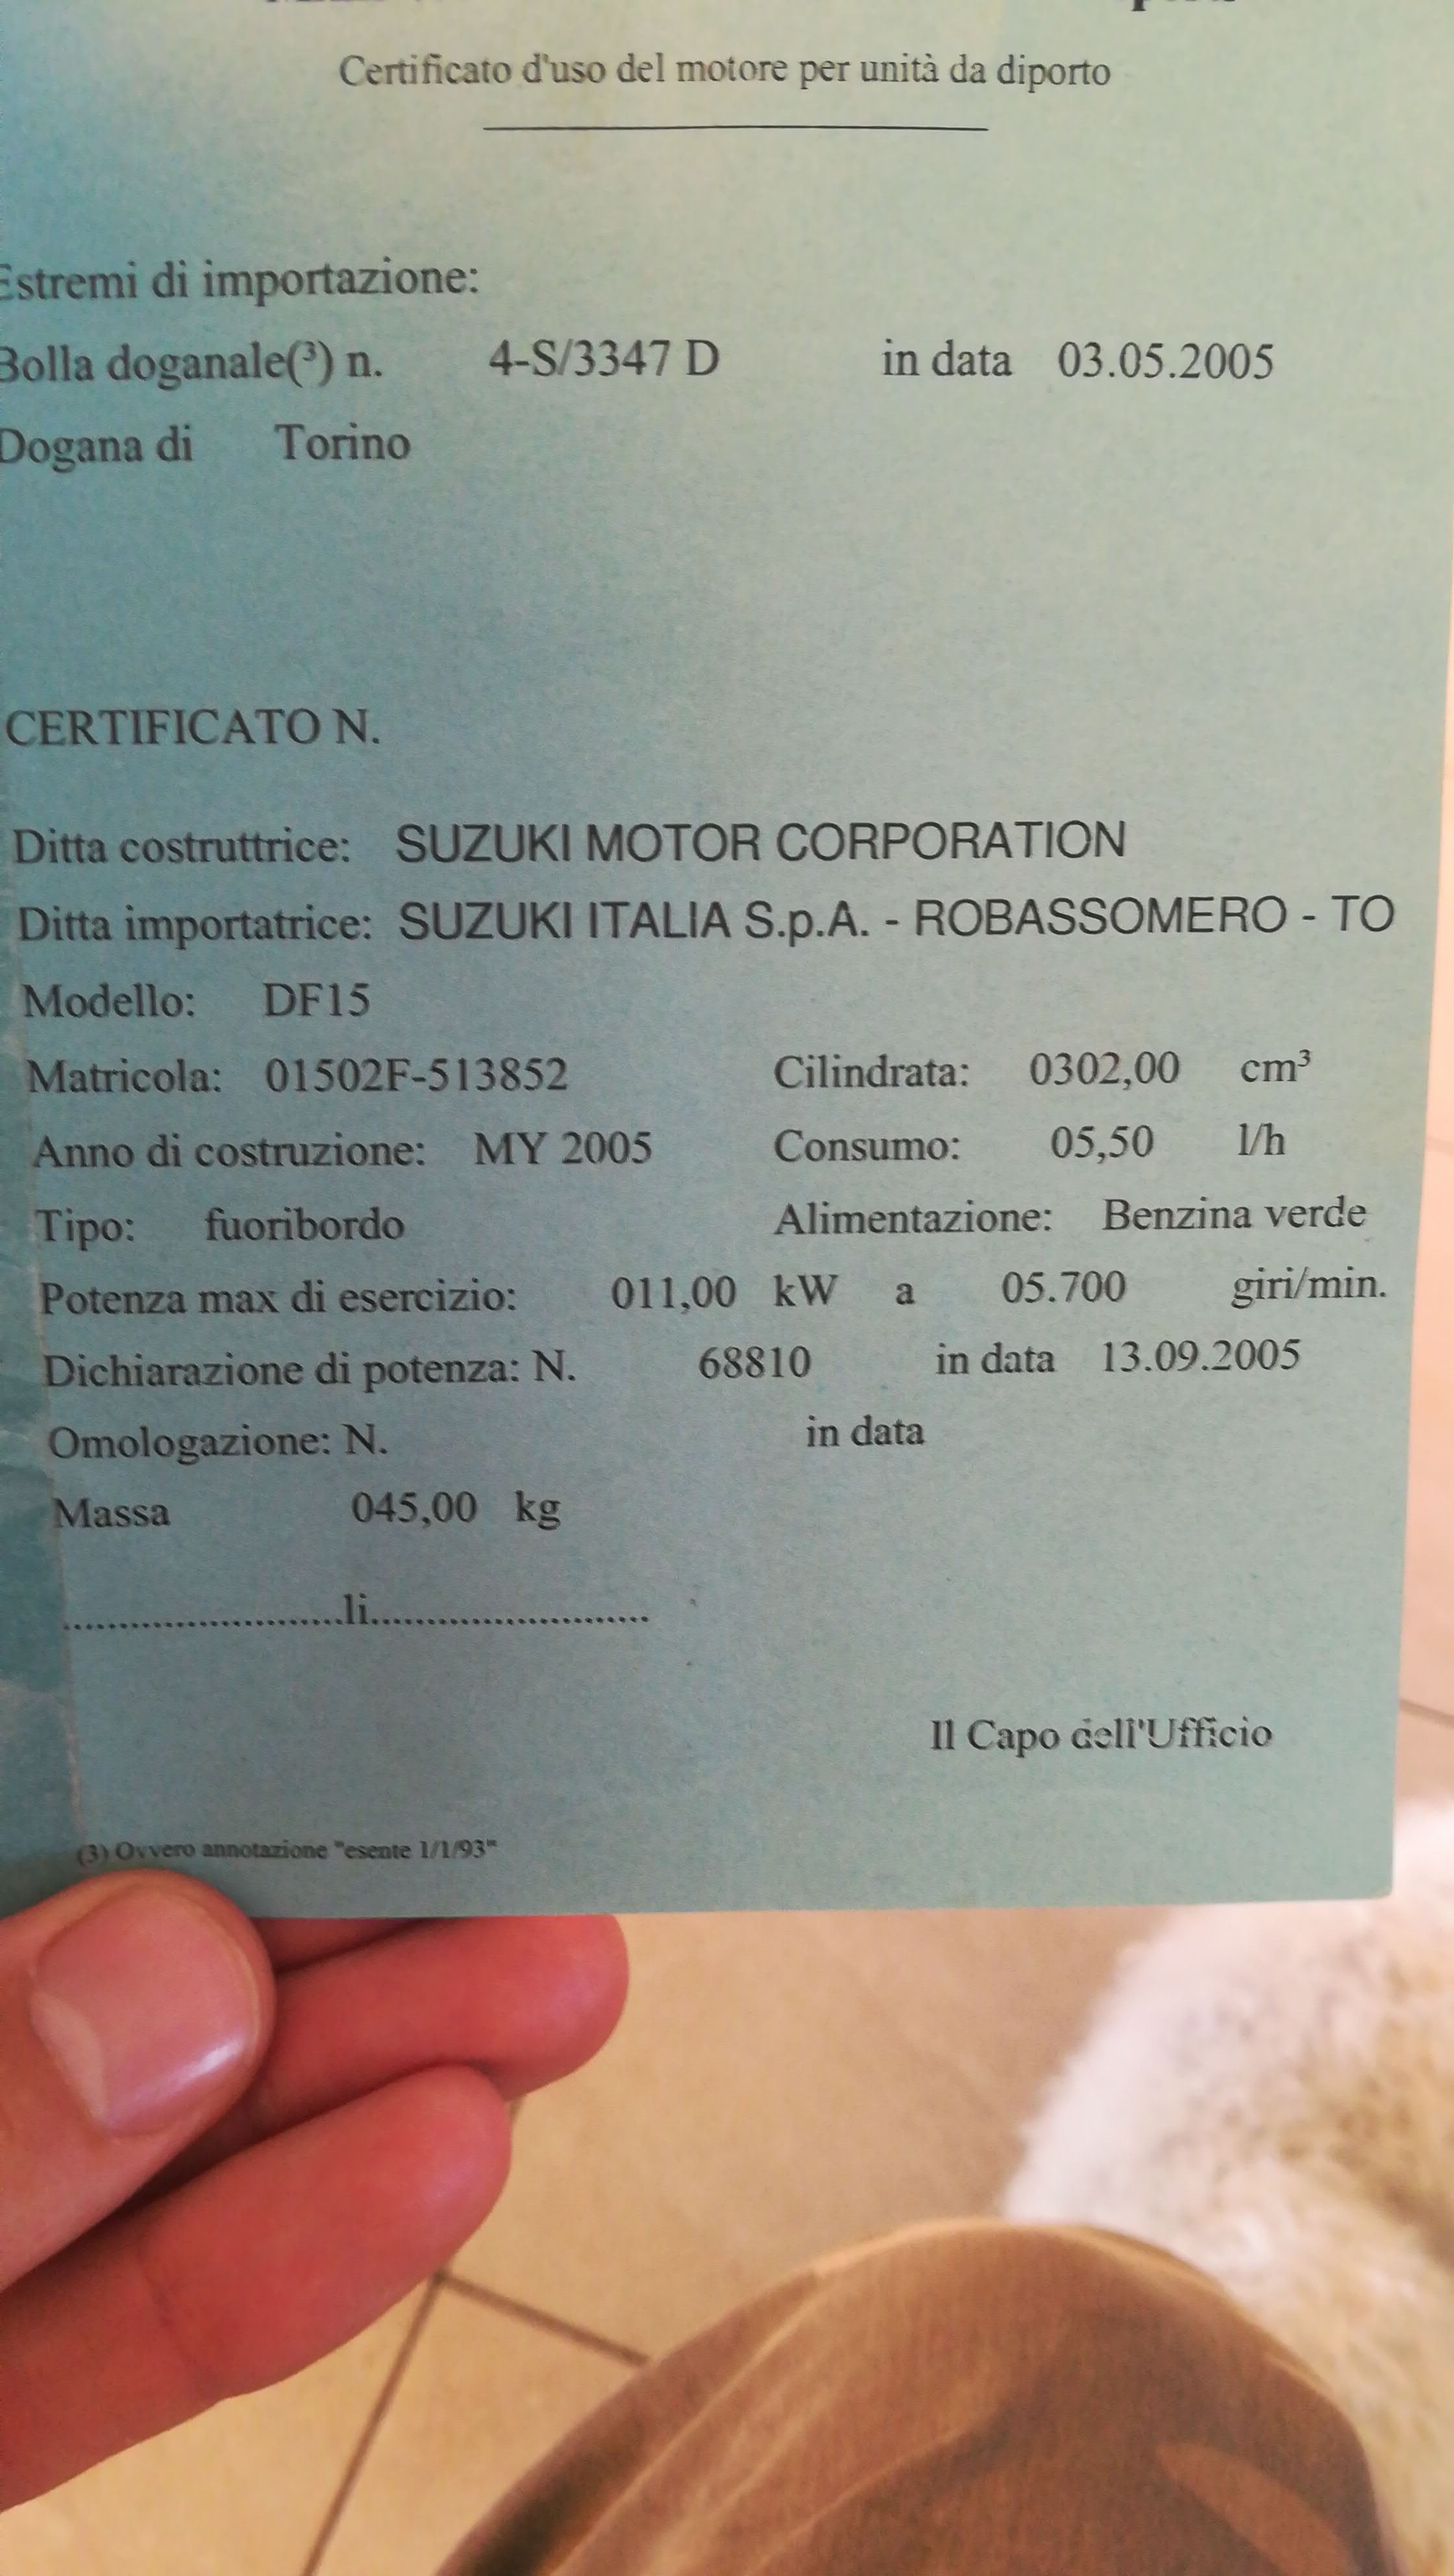 Certificato d'uso del motore per unità da diporto
Estremi di importazione:
Bolla doganale(³) n. 4-S/3347 D in data 03.05.2005
Dogana di Torino
CERTIFICATO N.
Ditta costruttrice: SUZUKI MOTOR CORPORATION
Ditta importatrice: SUZUKI ITALIA S.p.A. - ROBASSOMERO - TO
Modello: DF15
Matricola: 01502F-513852 Cilindrata: 0302,00 cm³
Anno di costruzione: MY 2005 Consumo: 05,50 l/h
Tipo: fuoribordo Alimentazione: Benzina verde
Potenza max di esercizio: 011,00 kW a 05.700 giri/min.
Dichiarazione di potenza: N. 68810 in data 13.09.2005
Omologazione: N. in data
Massa 045,00 kg
.........................li.........................
Il Capo dell'Ufficio
(3) Ovvero annotazione "esente 1/1/93"